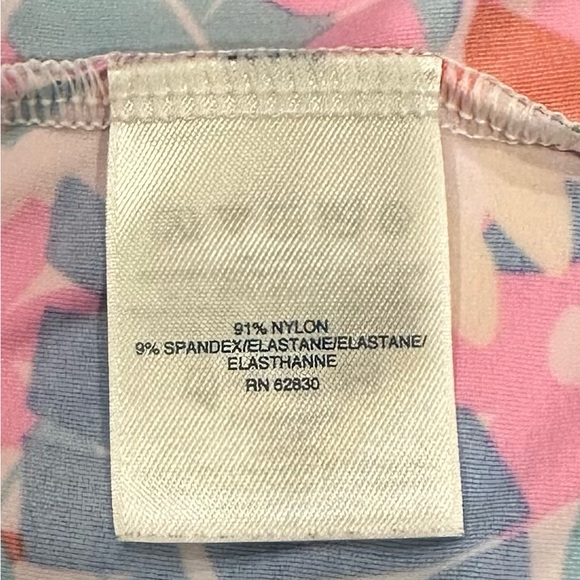 91% NYLON
9% SPANDEX/ELASTANE/ELASTANE/
ELASTHANNE
RN 62830